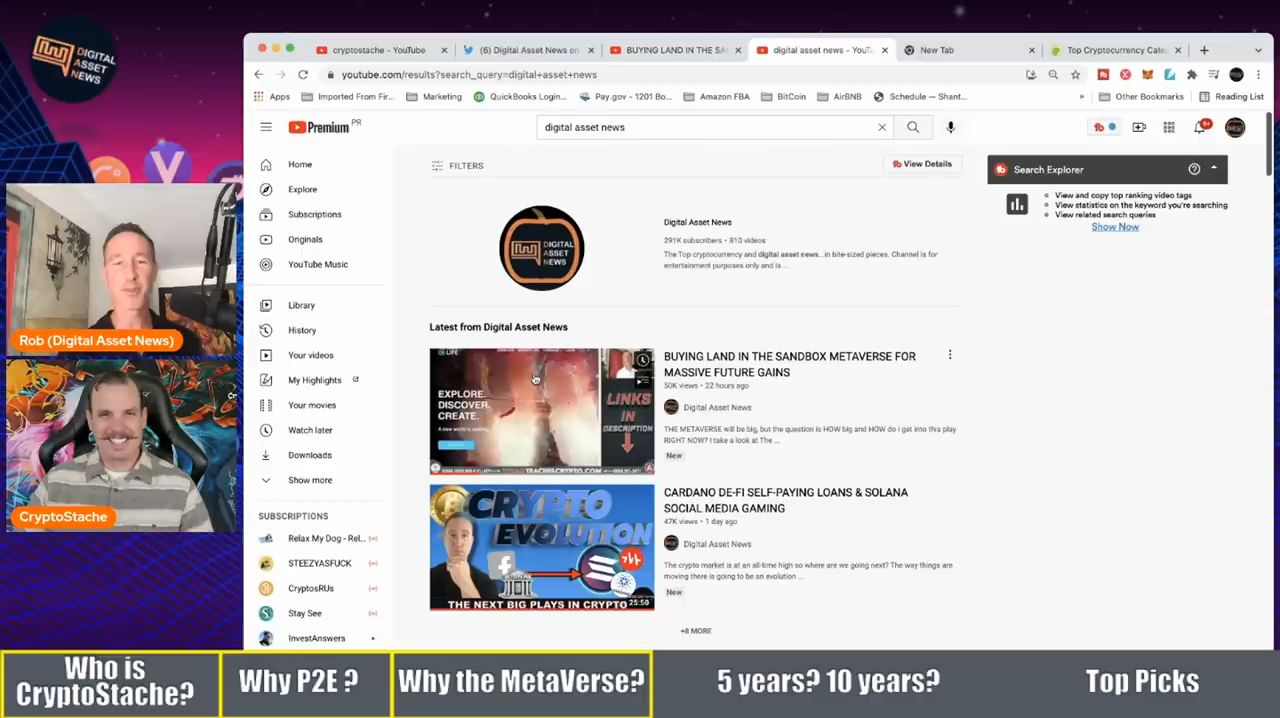 DIGITAL
ASSET
NEWS
cryptostache - YouTube
(6) Digital Asset News on
BUYING LAND IN THE SA
digital asset news - YouTu
New Tab
Top Cryptocurrency Cate
youtube.com/results?search_query=digital+asset+news
Apps
Imported From Fir...
Marketing
QuickBooks Login...
Pay.gov - 1201 Bo...
Amazon FBA
BitCoin
AirBNB
Schedule — Shant...
»
Other Bookmarks
Reading List
Premium PR
digital asset news
9+
Home
Explore
Subscriptions
Originals
YouTube Music
Library
History
Your videos
My Highlights
Your movies
Watch later
Downloads
Show more
SUBSCRIPTIONS
Relax My Dog - Rel...
STEEZYASFUCK
CryptosRUs
Stay See
InvestAnswers
FILTERS
View Details
DIGITAL
ASSET
NEWS
Digital Asset News
291K subscribers • 810 videos
The Top cryptocurrency and digital asset news...in bite-sized pieces. Channel is for
entertainment purposes only and is ...
Latest from Digital Asset News
EXPLORE.
DISCOVER.
CREATE.
LINKS
IN
DESCRIPTION
BUYING LAND IN THE SANDBOX METAVERSE FOR
MASSIVE FUTURE GAINS
50K views • 22 hours ago
Digital Asset News
THE METAVERSE will be big, but the question is HOW big and HOW do i get into this play
RIGHT NOW? I take a look at The ...
New
CRYPTO
EVOLUTION
THE NEXT BIG PLAYS IN CRYPTO
25:50
CARDANO DE-FI SELF-PAYING LOANS & SOLANA
SOCIAL MEDIA GAMING
47K views • 1 day ago
Digital Asset News
The crypto market is at an all-time high so where are we going next? The way things are
moving there is going to be an evolution ...
New
+8 MORE
Search Explorer
View and copy top ranking video tags
View statistics on the keyword you're searching
View related search queries
Show Now
Rob (Digital Asset News)
CryptoStache
Who is
CryptoStache?
Why P2E ?
Why the MetaVerse?
5 years? 10 years?
Top Picks